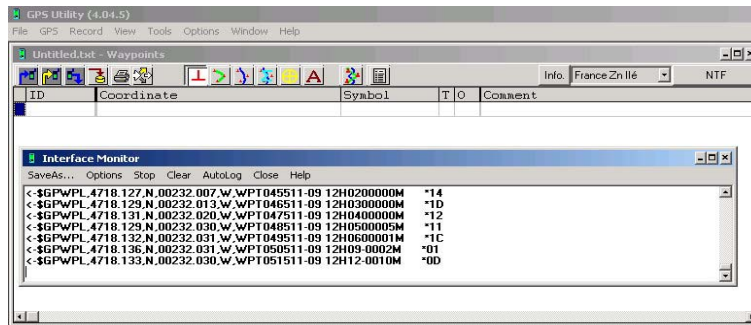 GPS Utility (4.04.5)
File GPS Record View Tools Options Window Help
Untitled.txt - Waypoints
A Info. France Zn IIé NTF
ID Coordinate Symbol T O Comment
Interface Monitor
SaveAs... Options Stop Clear AutoLog Close Help
<-$GPWPL,4718.127,N,00232.007,W,WPT045511-09 12H0200000M *14
<-$GPWPL,4718.129,N,00232.013,W,WPT046511-09 12H0300000M *1D
<-$GPWPL,4718.131,N,00232.020,W,WPT047511-09 12H0400000M *12
<-$GPWPL,4718.129,N,00232.030,W,WPT048511-09 12H0500005M *11
<-$GPWPL,4718.132,N,00232.031,W,WPT049511-09 12H0600001M *1C
<-$GPWPL,4718.136,N,00232.031,W,WPT050511-09 12H09-0002M *01
<-$GPWPL,4718.133,N,00232.030,W,WPT051511-09 12H12-0010M *0D